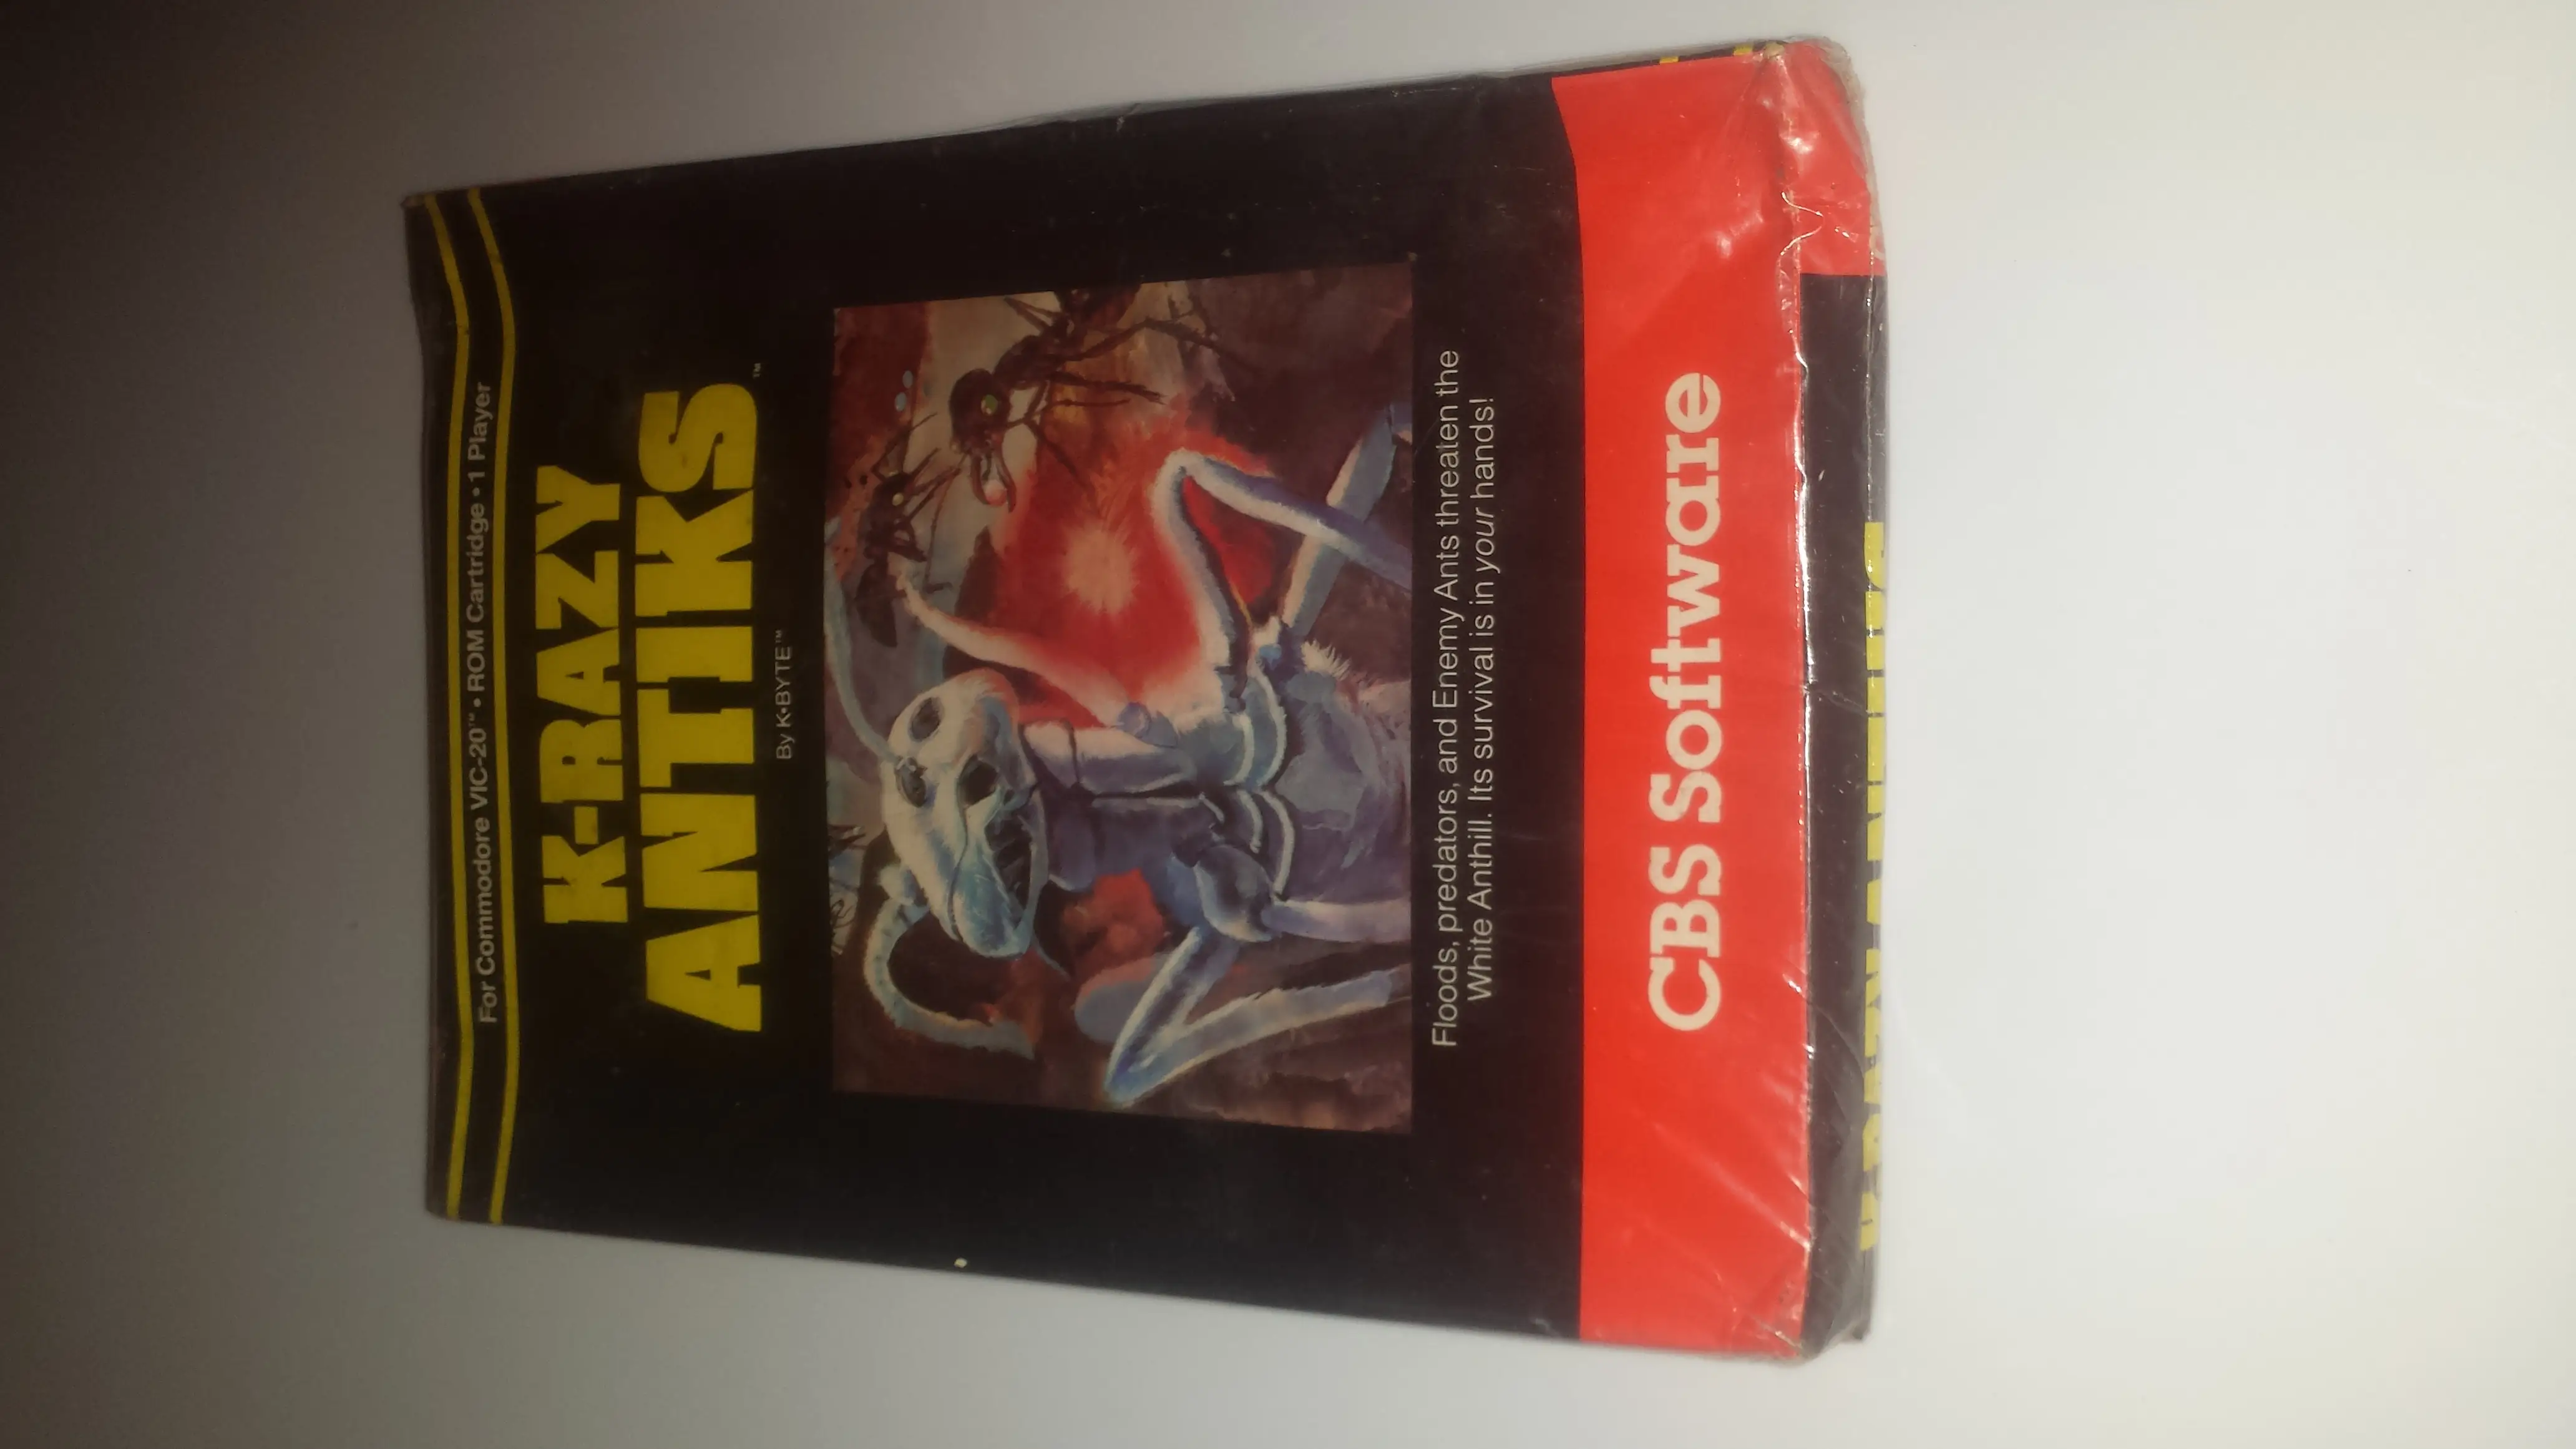 For Commodore VIC-20™ • ROM Cartridge • 1 Player
K-RAZY
ANTIKS™
By K•BYTE™
Floods, predators, and Enemy Ants threaten the
White Anthill. Its survival is in your hands!
CBS Software